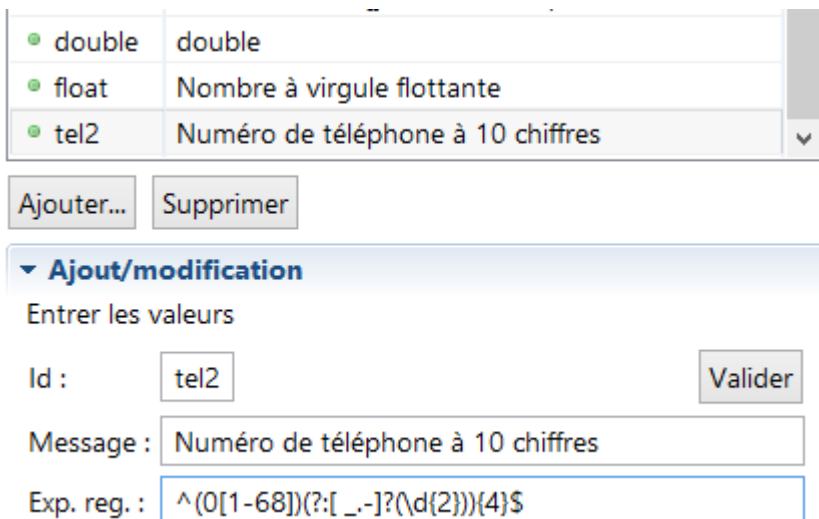 double double
float Nombre à virgule flottante
tel2 Numéro de téléphone à 10 chiffres
Ajouter... Supprimer
Ajout/modification
Entrer les valeurs
Id : tel2 Valider
Message : Numéro de téléphone à 10 chiffres
Exp. reg. : ^(0[1-68])(?:[ _.-]?(\d{2})){4}$